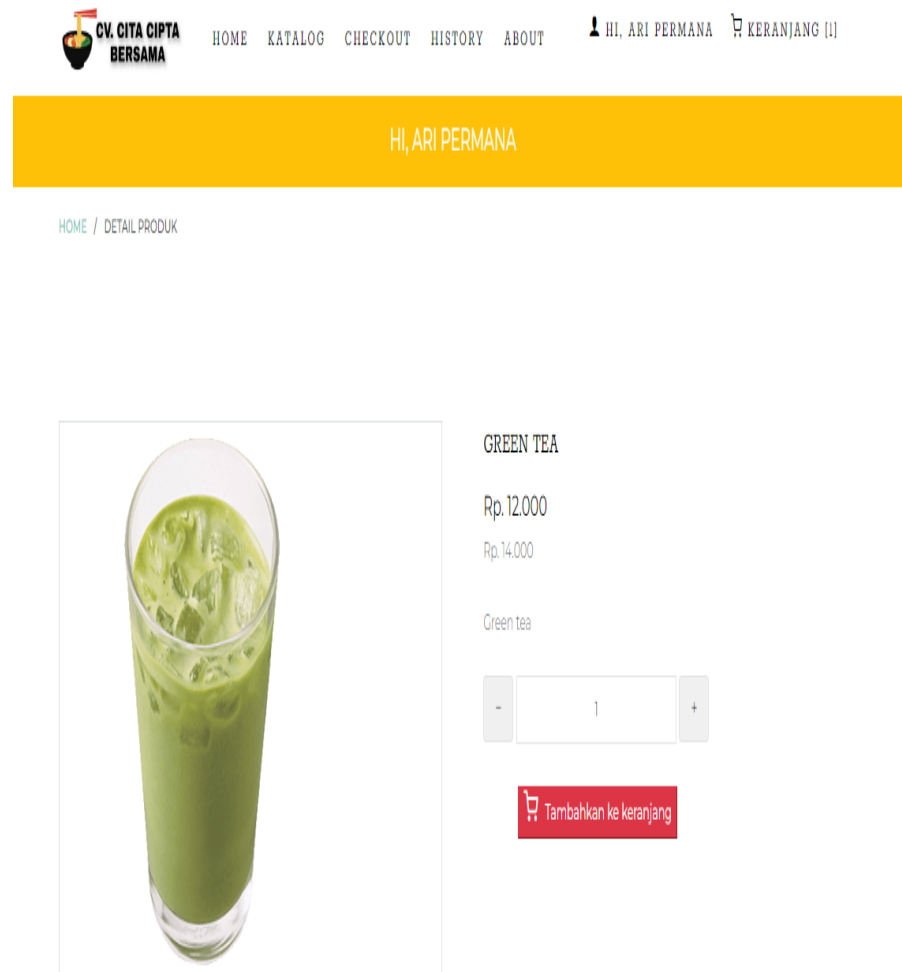 CV. CITA CIPTA
BERSAMA
HOME KATALOG CHECKOUT HISTORY ABOUT
HI, ARI PERMANA KERANJANG [1]
HI, ARI PERMANA
HOME / DETAIL PRODUK
GREEN TEA
Rp. 12.000
Rp. 14.000
Green tea
- 1 +
Tambahkan ke keranjang